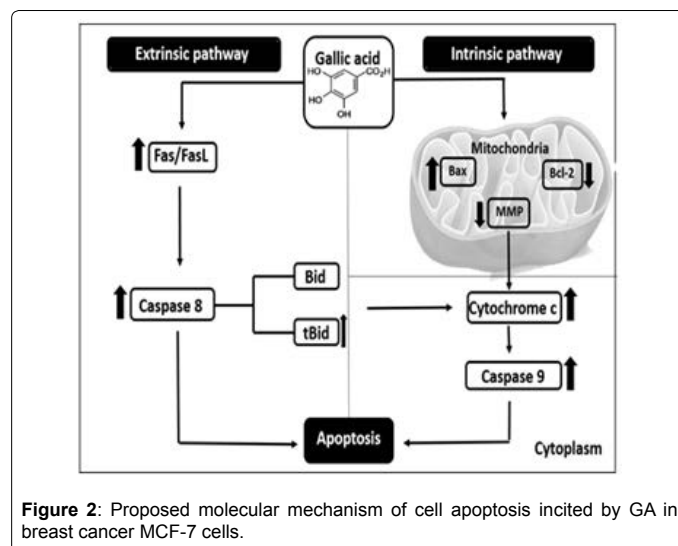 Extrinsic pathway
Gallic acid
Intrinsic pathway
HO
CO₂H
HO
OH
Fas/FasL
Mitochondria
Bax
Bcl-2
MMP
Caspase 8
Bid
tBid
Cytochrome c
Caspase 9
Apoptosis
Cytoplasm
Figure 2: Proposed molecular mechanism of cell apoptosis incited by GA in
breast cancer MCF-7 cells.